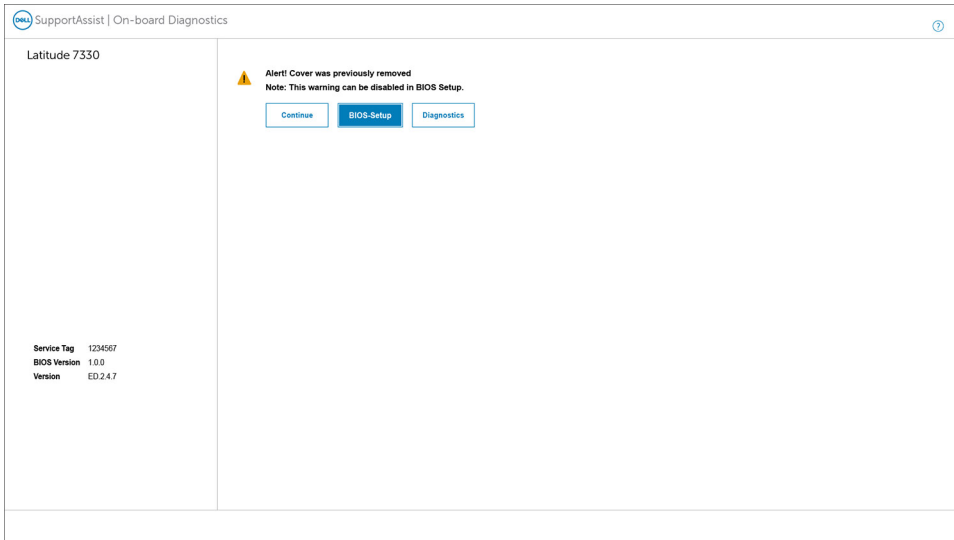 DELL SupportAssist | On-board Diagnostics
?
Latitude 7330
! Alert! Cover was previously removed
Note: This warning can be disabled in BIOS Setup.
Continue BIOS-Setup Diagnostics
Service Tag 1234567
BIOS Version 1.0.0
Version ED.2.4.7